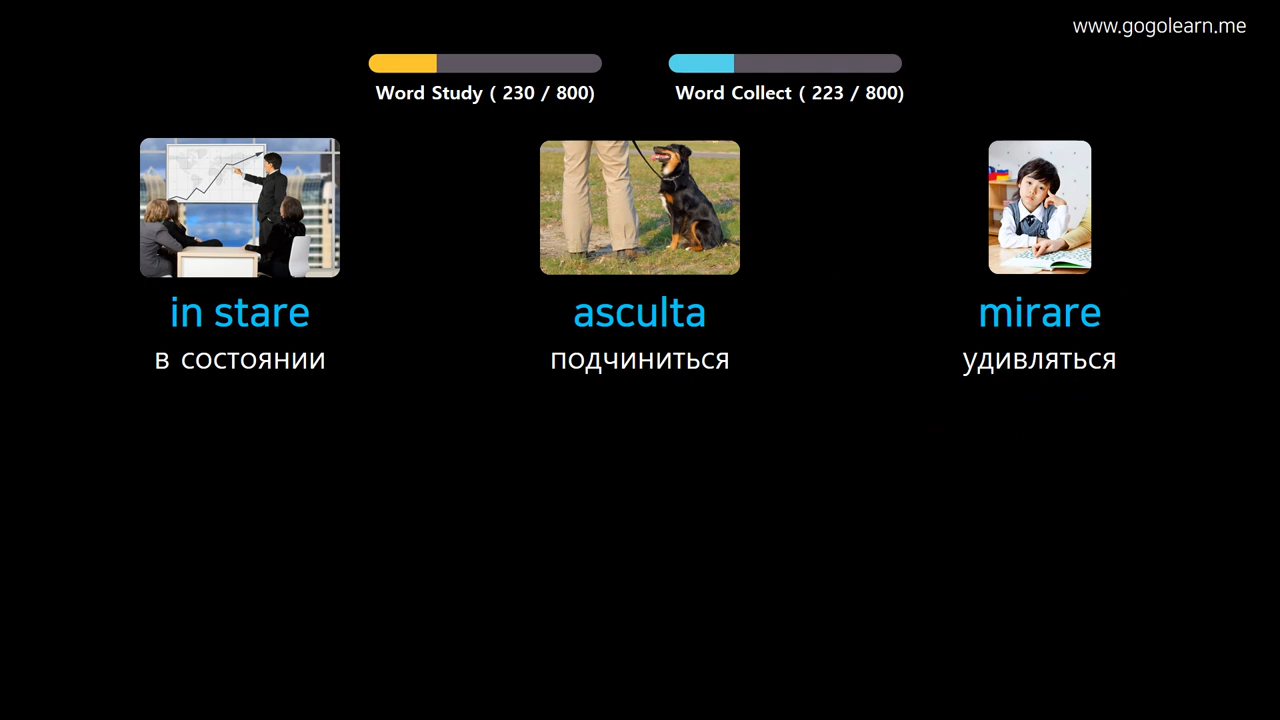 www.gogolearn.me
Word Study ( 230 / 800)
Word Collect ( 223 / 800)
in stare
asculta
mirare
в состоянии
подчиниться
удивляться